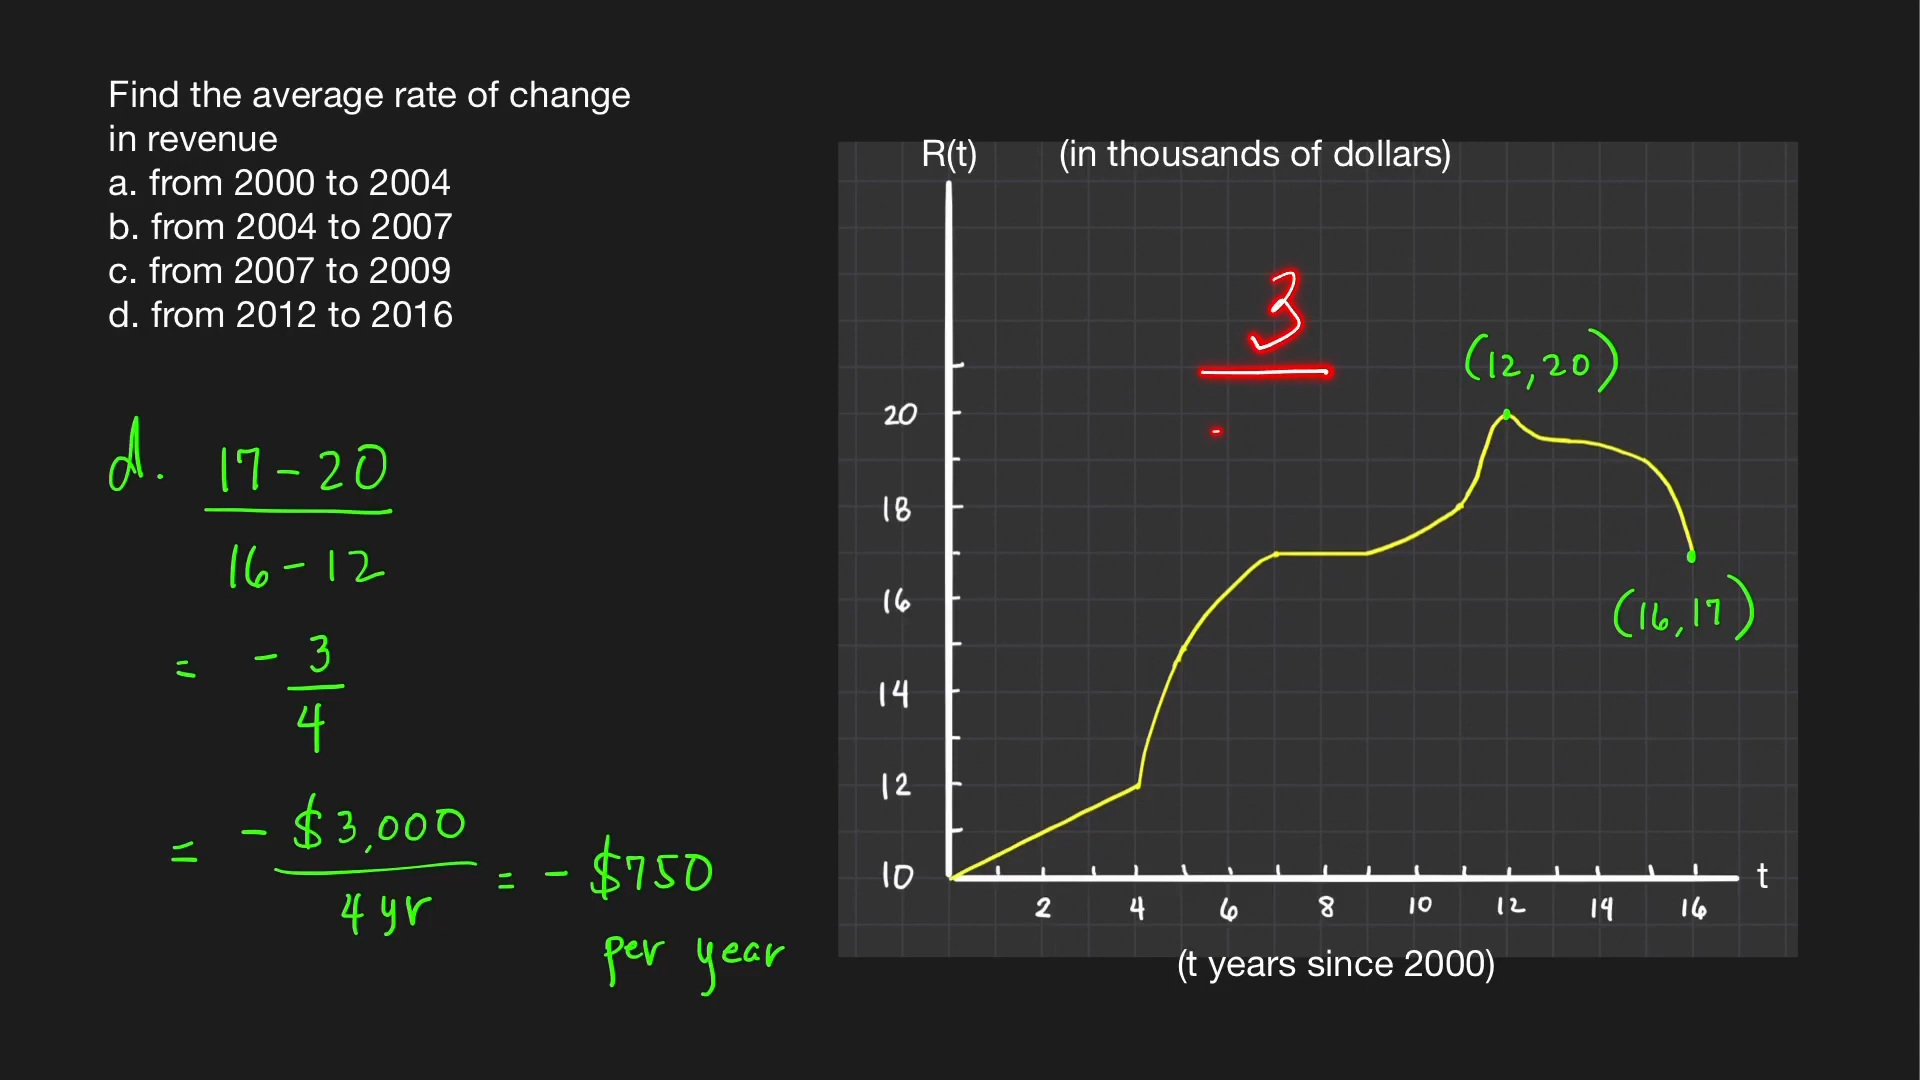 Find the average rate of change
in revenue
a. from 2000 to 2004
b. from 2004 to 2007
c. from 2007 to 2009
d. from 2012 to 2016
d. 17 - 20
16 - 12
= - 3
4
= - $3,000
4 yr
= - $750
per year
R(t) (in thousands of dollars)
3
-
(12,20)
(16,17)
20
18
16
14
12
10
2 4 6 8 10 12 14 16
t
(t years since 2000)